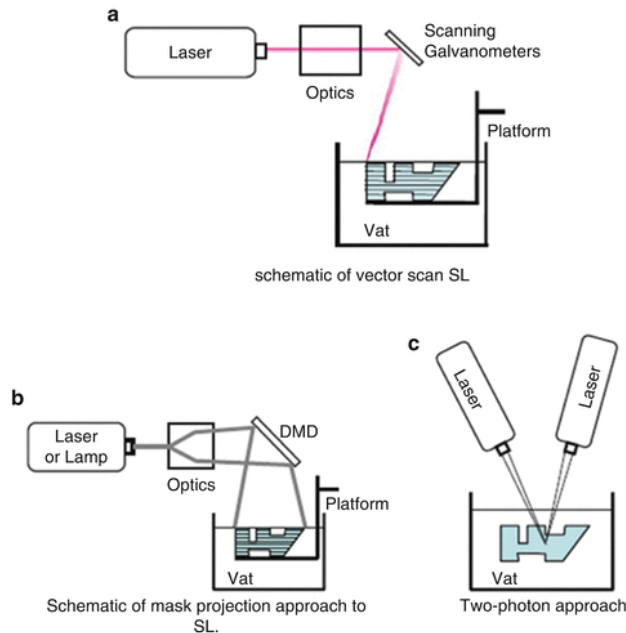 a
Laser
Optics
Scanning
Galvanometers
Platform
Vat
schematic of vector scan SL
b
Laser
or Lamp
Optics
DMD
Platform
Vat
Schematic of mask projection approach to
SL.
c
Laser
Laser
Vat
Two-photon approach